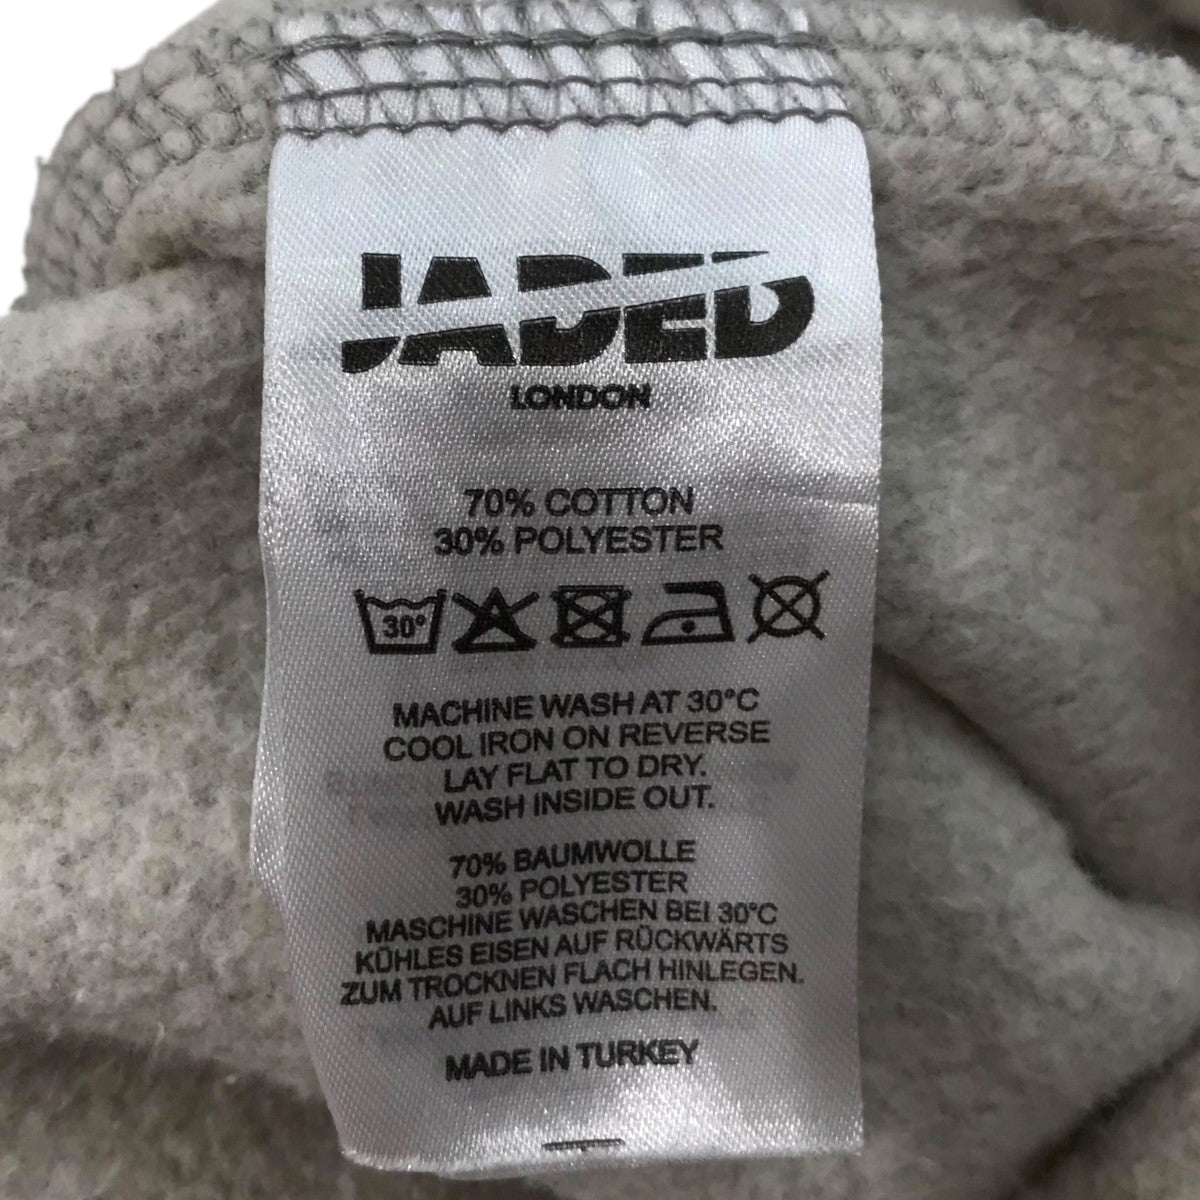 JADED
LONDON
70% COTTON
30% POLYESTER
30°
MACHINE WASH AT 30°C
COOL IRON ON REVERSE
LAY FLAT TO DRY.
WASH INSIDE OUT.
70% BAUMWOLLE
30% POLYESTER
MASCHINE WASCHEN BEI 30°C
KÜHLES EISEN AUF RÜCKWÄRTS
ZUM TROCKNEN FLACH HINLEGEN.
AUF LINKS WASCHEN.
MADE IN TURKEY